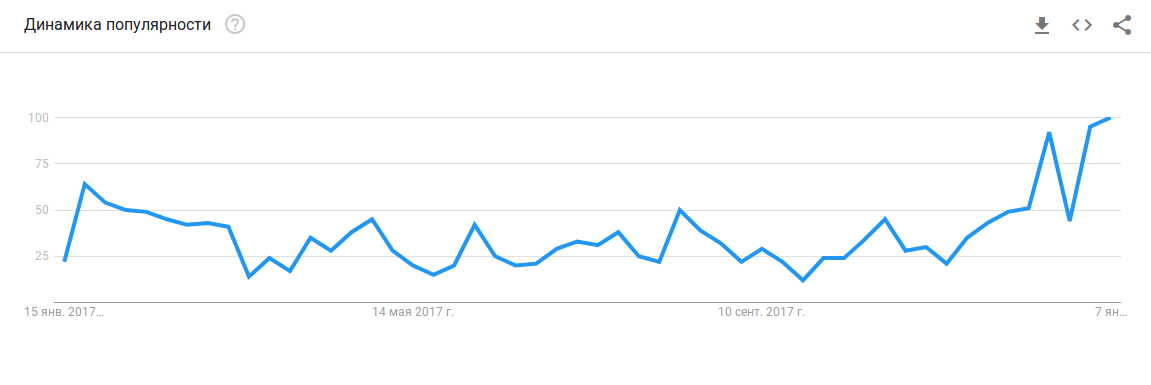 Динамика популярности ?
100
75
50
25
15 янв. 2017…
14 мая 2017 г.
10 сент. 2017 г.
7 ян…